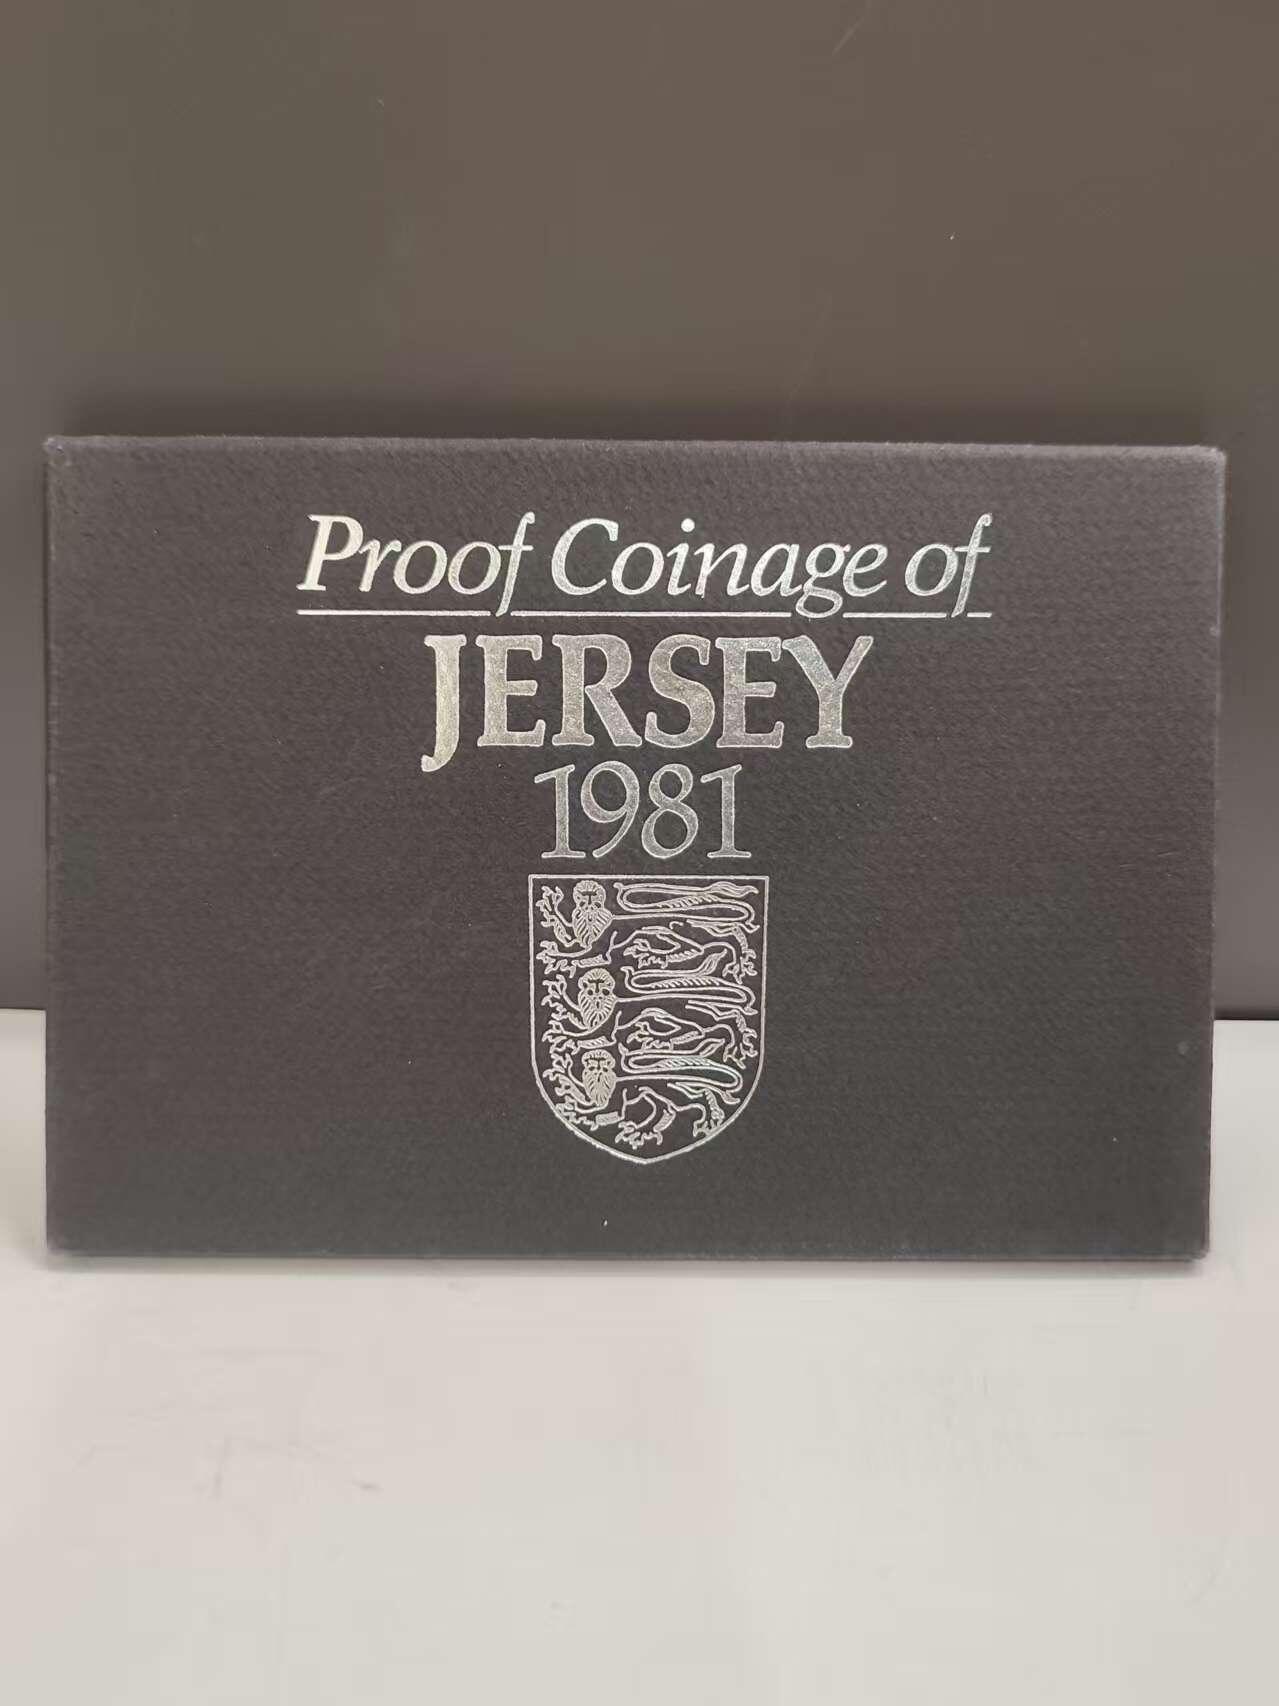 Proof Coinage of
JERSEY
1981